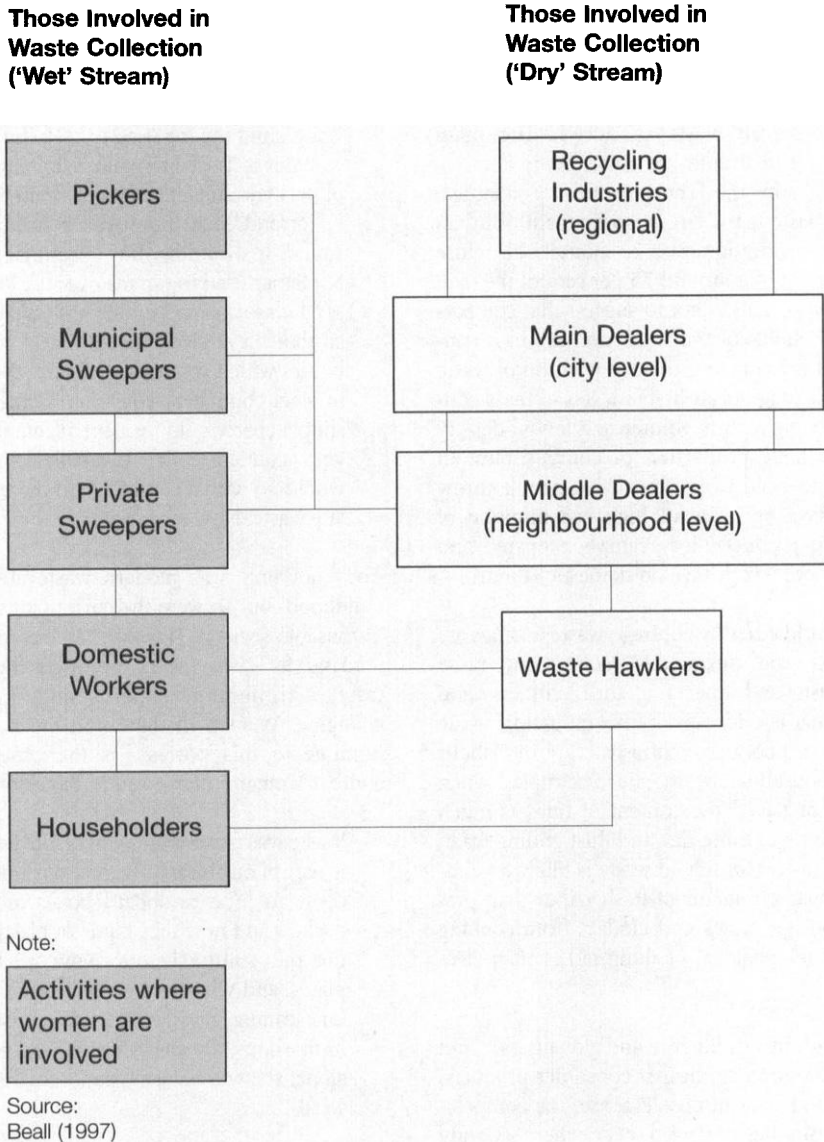 Those Involved in
Waste Collection
('Wet' Stream)
Those Involved in
Waste Collection
('Dry' Stream)
Pickers
Municipal
Sweepers
Private
Sweepers
Domestic
Workers
Householders
Recycling
Industries
(regional)
Main Dealers
(city level)
Middle Dealers
(neighbourhood level)
Waste Hawkers
Note:
Activities where
women are
involved
Source:
Beall (1997)